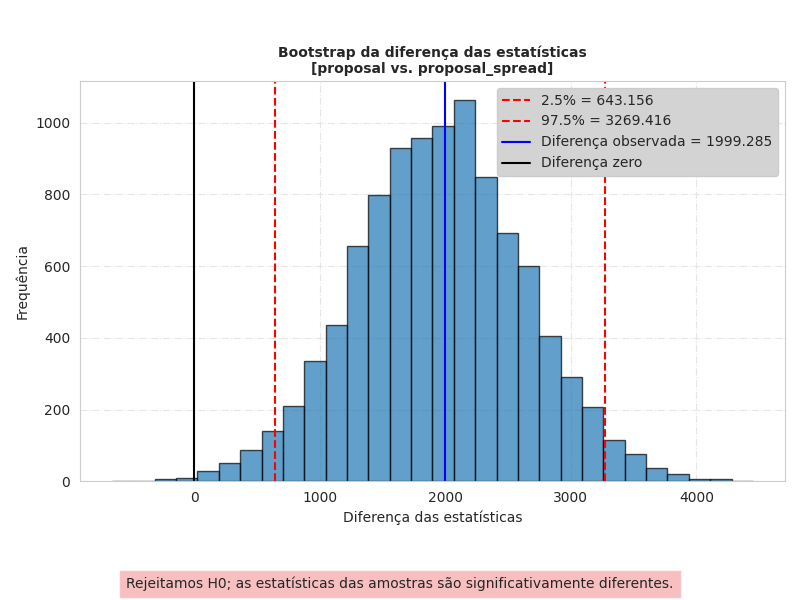 Bootstrap da diferença das estatísticas
[proposal vs. proposal_spread]
2.5% = 643.156
97.5% = 3269.416
Diferença observada = 1999.285
Diferença zero
Frequência
1000
800
600
400
200
0
0 1000 2000 3000 4000
Diferença das estatísticas
Rejeitamos H0; as estatísticas das amostras são significativamente diferentes.